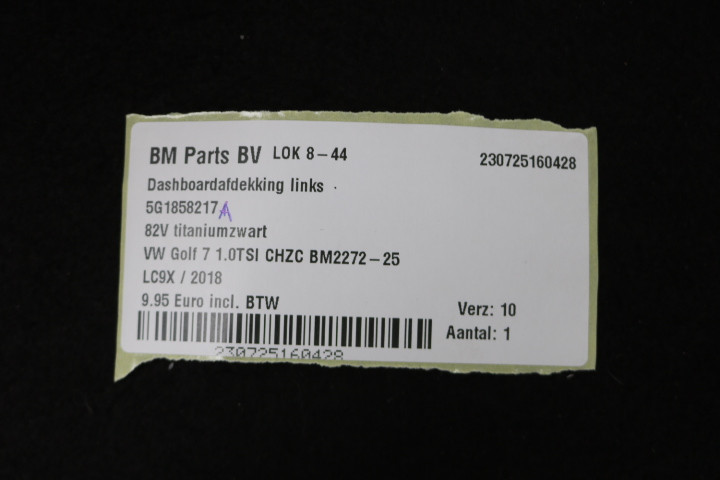 BM Parts BV LOK 8-44 230725160428
Dashboardafdekking links
5G1858217A
82V titaniumzwart
VW Golf 7 1.0TSI CHZC BM2272-25
LC9X / 2018
9.95 Euro incl. BTW
Verz: 10
Aantal: 1
230725160428